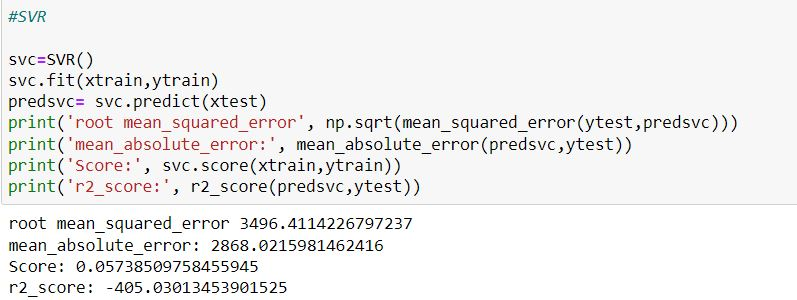 #SVR
svc=SVR()
svc.fit(xtrain,ytrain)
predsvc= svc.predict(xtest)
print('root mean_squared_error', np.sqrt(mean_squared_error(ytest,predsvc)))
print('mean_absolute_error:', mean_absolute_error(predsvc,ytest))
print('Score:', svc.score(xtrain,ytrain))
print('r2_score:', r2_score(predsvc,ytest))
root mean_squared_error 3496.4114226797237
mean_absolute_error: 2868.0215981462416
Score: 0.05738509758455945
r2_score: -405.03013453901525